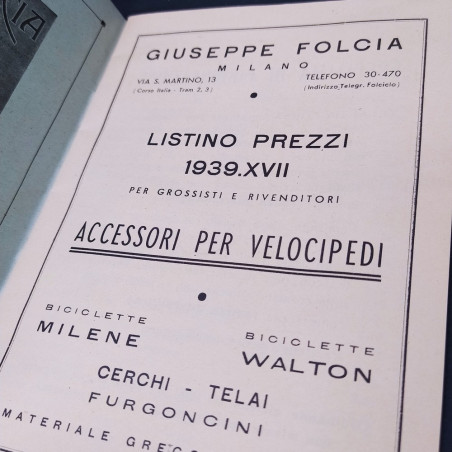 GIUSEPPE FOLCIA
MILANO
VIA S. MARTINO, 13
(Corso Italia - Tram 2, 3)
TELEFONO 30-470
(Indirizzo Telegr. Falciclo)
LISTINO PREZZI
1939.XVII
PER GROSSISTI E RIVENDITORI
ACCESSORI PER VELOCIPEDI
BICICLETTE
MILENE
BICICLETTE
WALTON
CERCHI - TELAI
FURGONCINI
MATERIALE